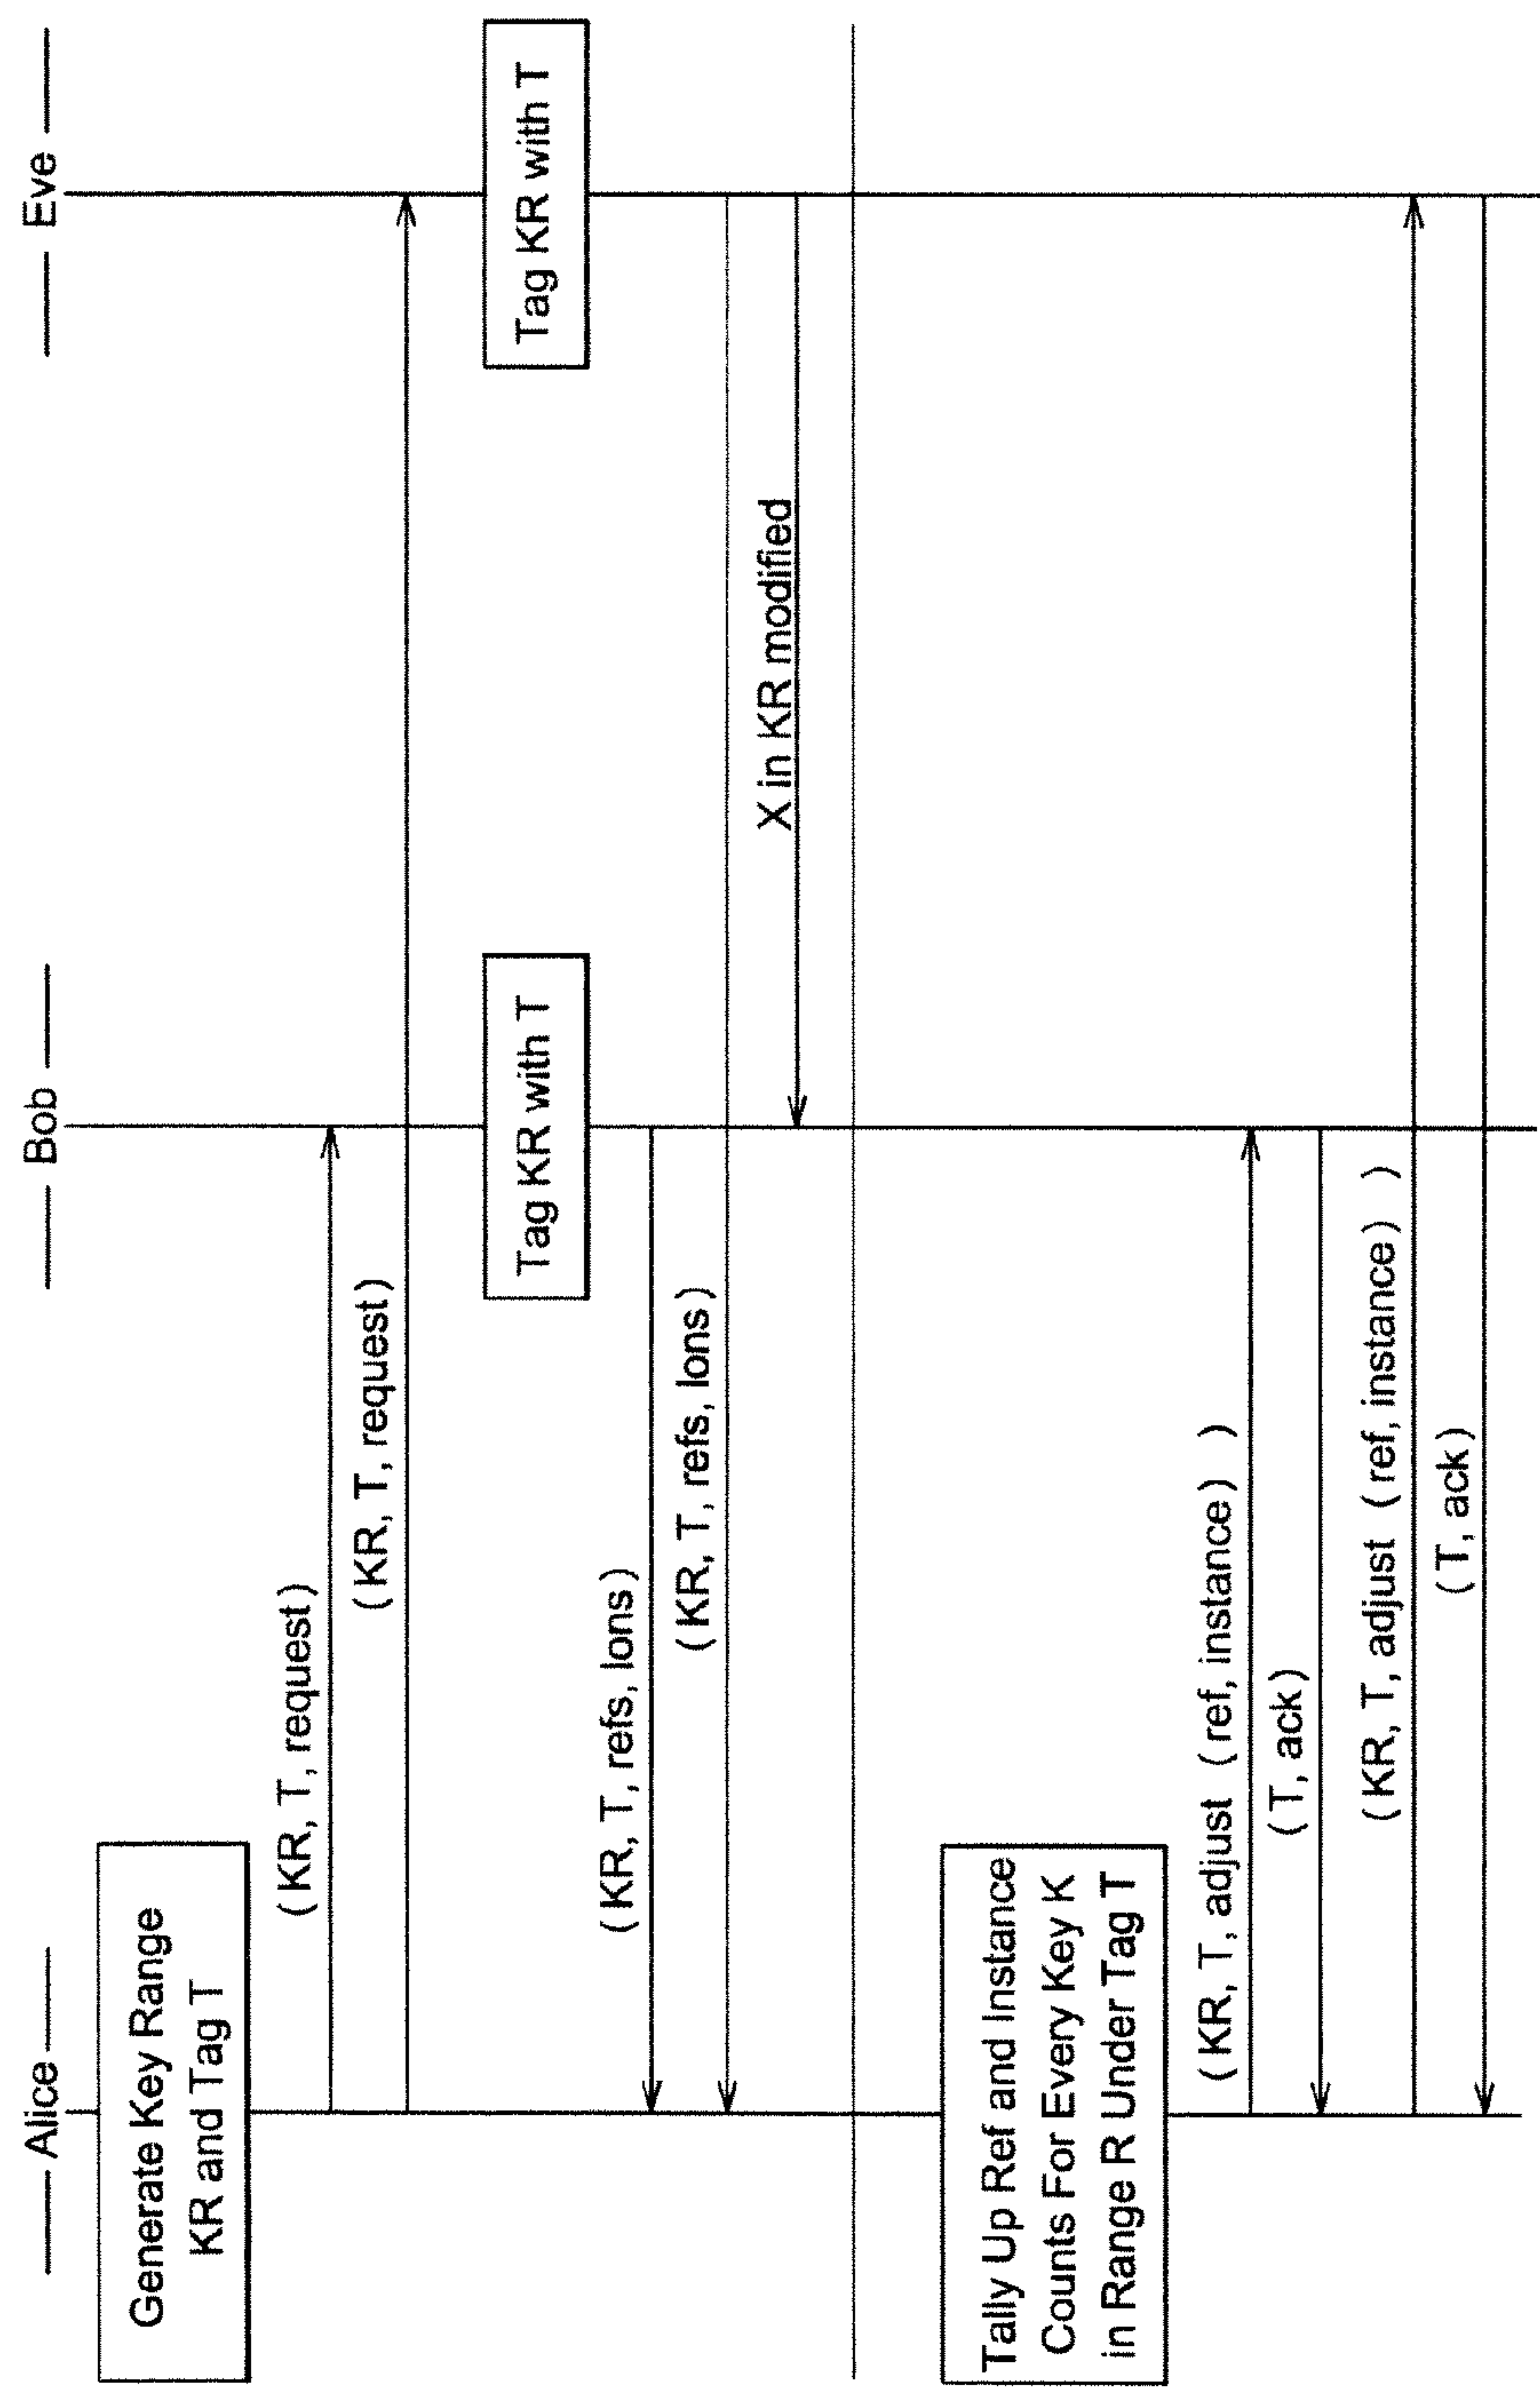 Alice
Bob
Eve
Generate Key Range
KR and Tag T
(KR, T, request)
(KR, T, request)
Tag KR with T
Tag KR with T
(KR, T, refs, Ions)
(KR, T, refs, Ions)
X in KR modified
Tally Up Ref and Instance
Counts For Every Key K
in Range R Under Tag T
(KR, T, adjust (ref, instance) )
(T, ack)
(KR, T, adjust (ref, instance) )
(T, ack)